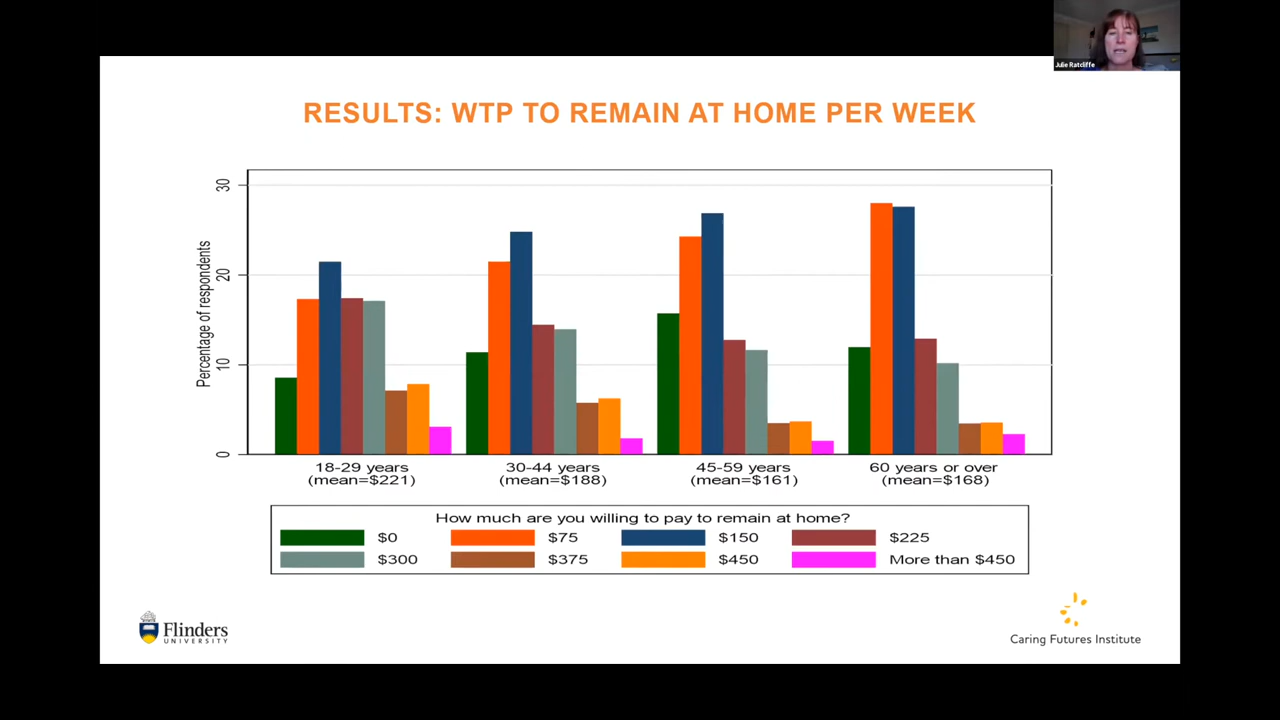 Julie Ratcliffe
RESULTS: WTP TO REMAIN AT HOME PER WEEK
Percentage of respondents
30
20
10
0
18-29 years 30-44 years 45-59 years 60 years or over
(mean=$221) (mean=$188) (mean=$161) (mean=$168)
How much are you willing to pay to remain at home?
$0 $75 $150 $225
$300 $375 $450 More than $450
Flinders
UNIVERSITY
Caring Futures Institute